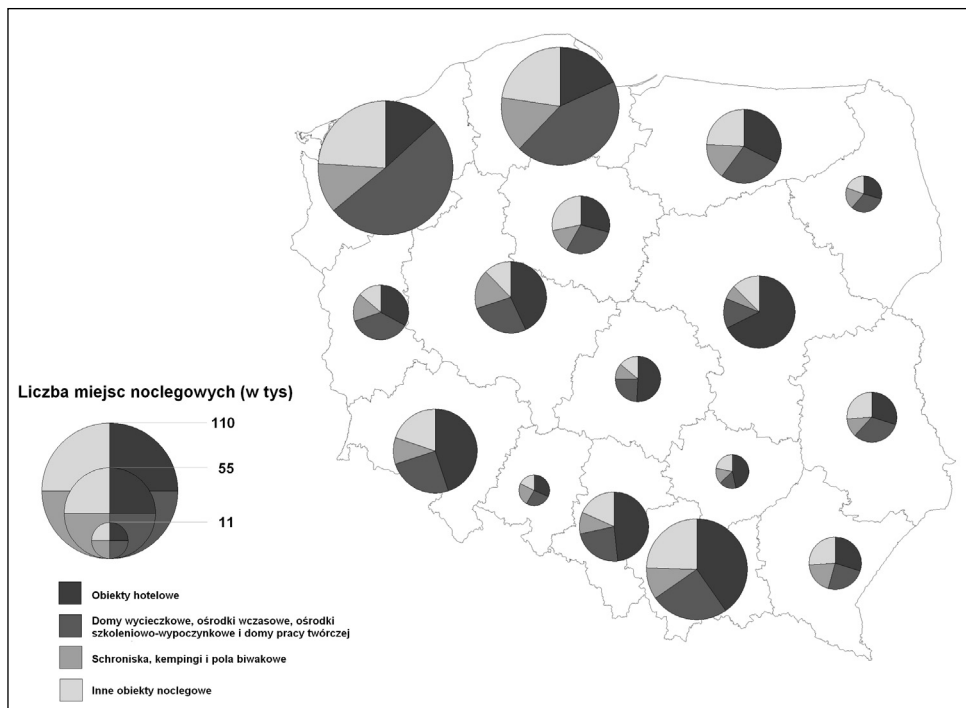 Liczba miejsc noclegowych (w tys)
110
55
11
Obiekty hotelowe
Domy wycieczkowe, ośrodki wczasowe, ośrodki
szkoleniowo-wypoczynkowe i domy pracy twórczej
Schroniska, kempingi i pola biwakowe
Inne obiekty noclegowe